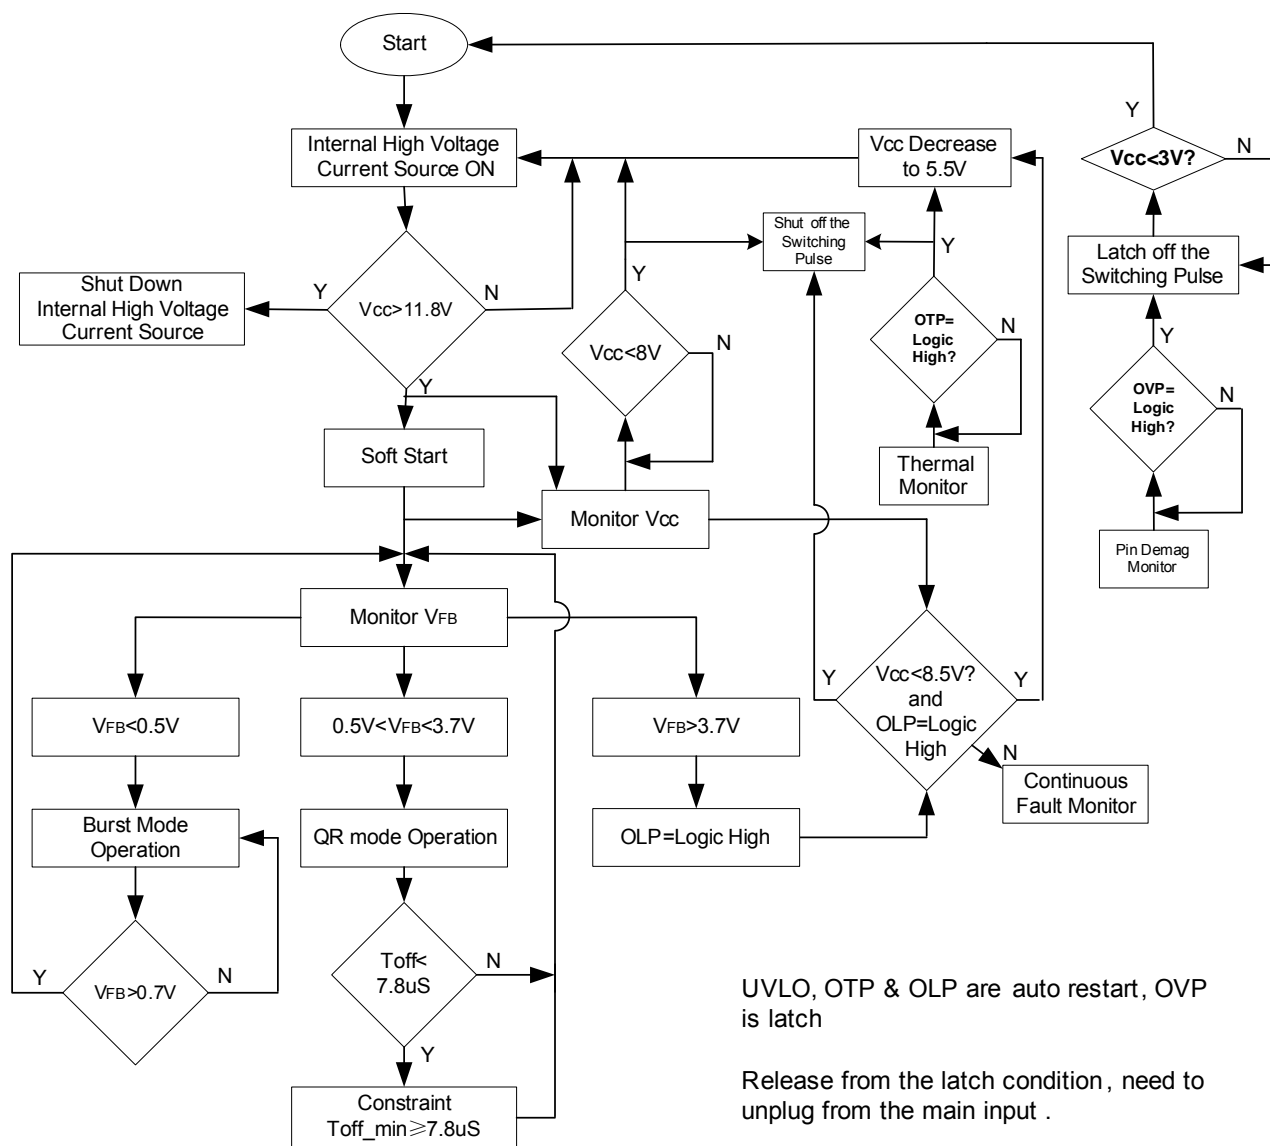 Start
Y
Internal High Voltage
Current Source ON
Vcc Decrease
to 5.5V
Vcc<3V?
N
Shut off the
Switching
Pulse
Y
Y
Latch off the
Switching Pulse
Shut Down
Internal High Voltage
Current Source
Y
Vcc>11.8V
N
OTP=
Logic
High?
N
Y
Vcc<8V
N
OVP=
Logic
High?
N
Y
Soft Start
Thermal
Monitor
Monitor Vcc
Pin Demag
Monitor
Monitor VFB
Y
Vcc<8.5V?
and
OLP=Logic
High
Y
N
VFB<0.5V
0.5V<VFB<3.7V
VFB>3.7V
Continuous
Fault Monitor
Burst Mode
Operation
QR mode Operation
OLP=Logic High
Toff<
7.8uS
N
Y
VFB>0.7V
N
Y
Constraint
Toff_min≥7.8uS
UVLO, OTP & OLP are auto restart, OVP
is latch
Release from the latch condition, need to
unplug from the main input .